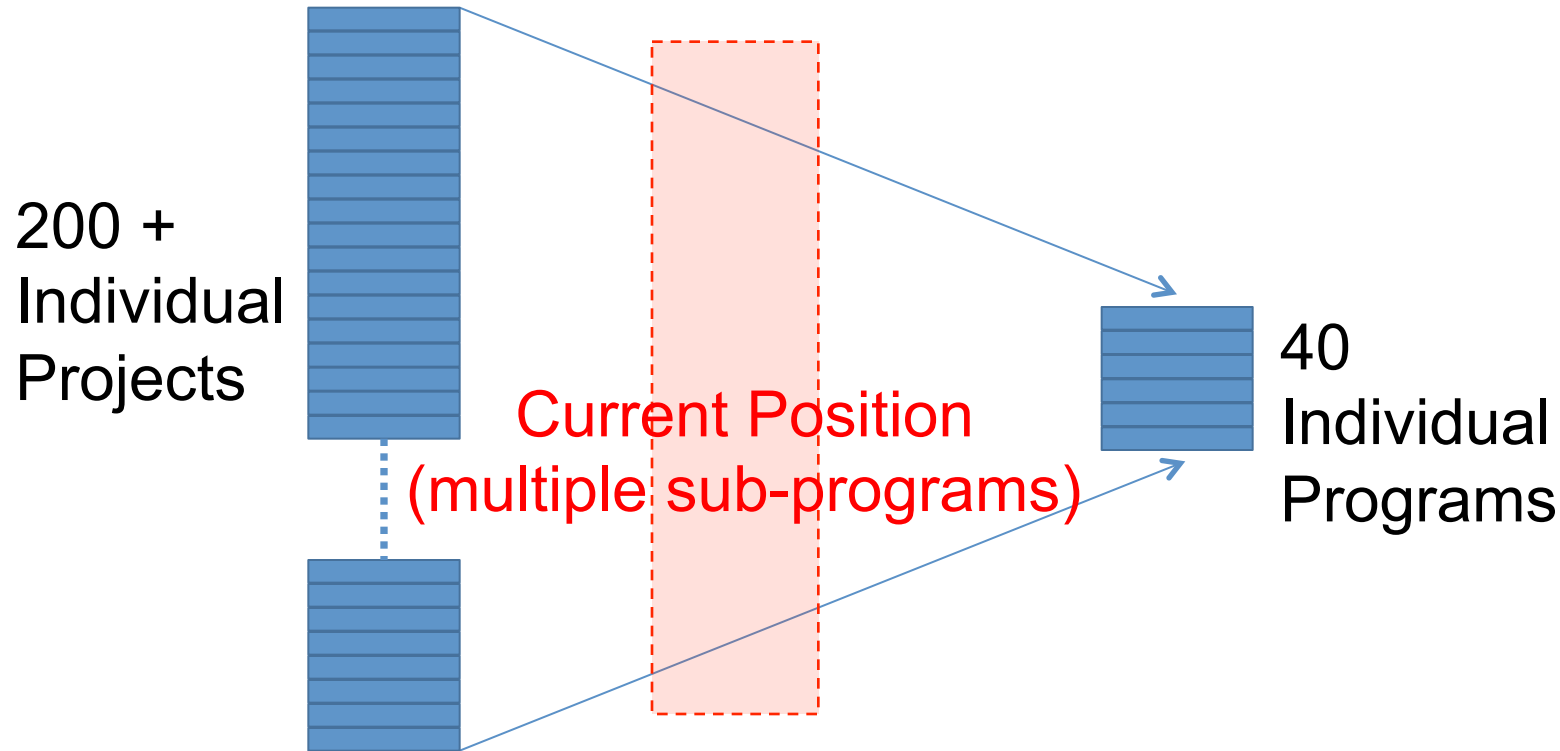 200 +
Individual
Projects
Current Position
(multiple sub-programs)
40
Individual
Programs